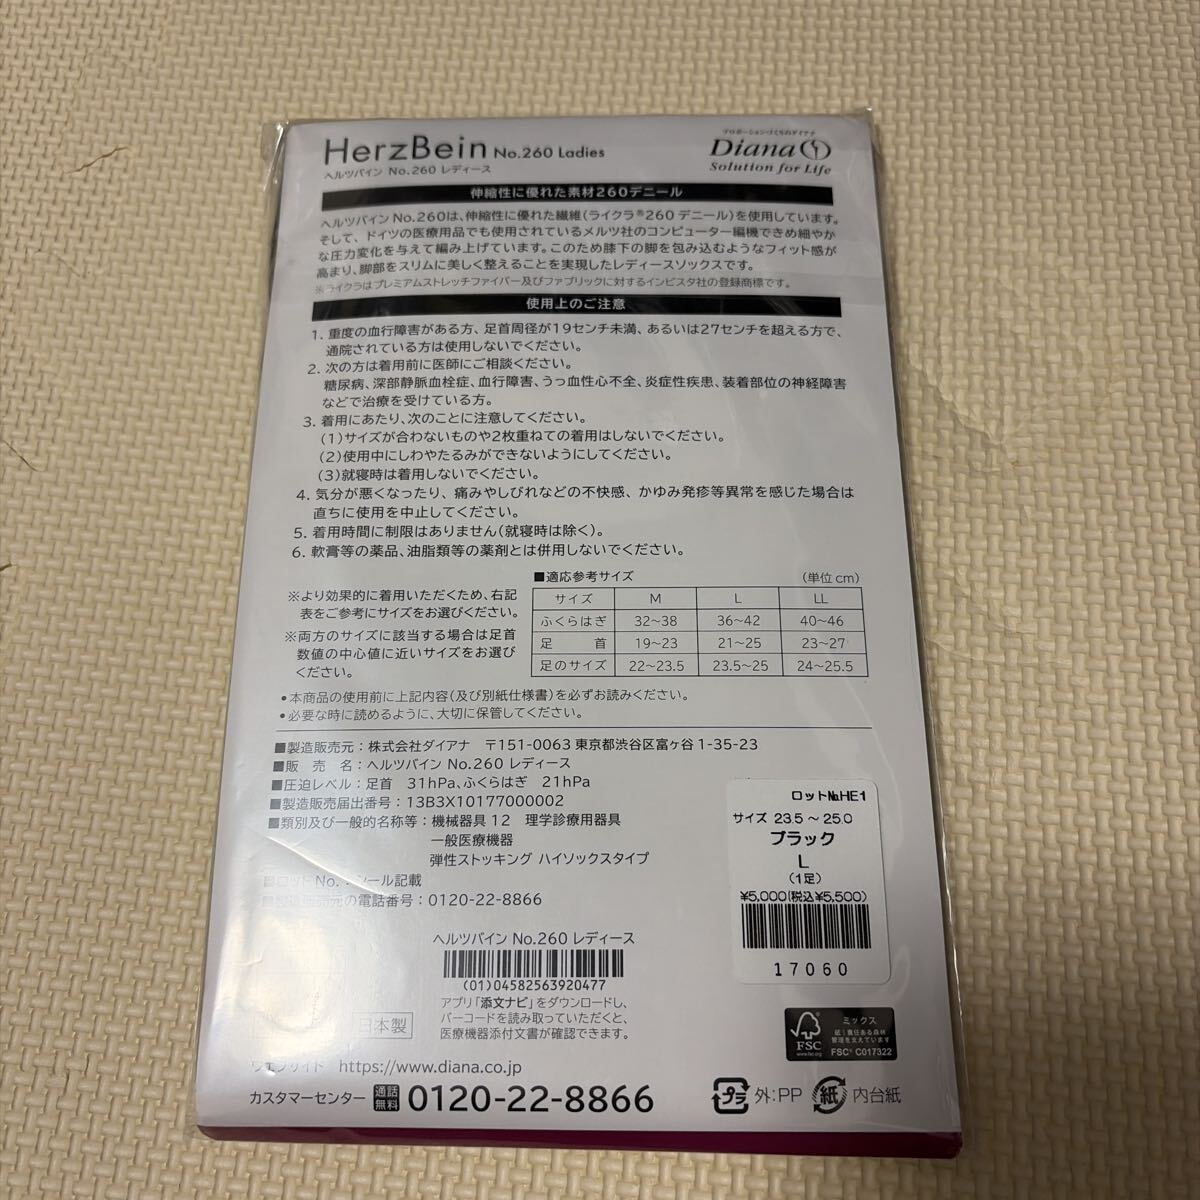 HerzBein No.260 Ladies
ヘルツバイン No.260 レディース
プロポーションづくりのダイアナ
Diana
Solution for Life
伸縮性に優れた素材260デニール
ヘルツバイン No.260は、伸縮性に優れた繊維(ライクラ®260 デニール)を使用しています。
そして、ドイツの医療用品でも使用されているメルツ社のコンピューター編機できめ細やか
な圧力変化を与えて編み上げています。このため膝下の脚を包み込むようなフィット感が
高まり、脚部をスリムに美しく整えることを実現したレディースソックスです。
※ライクラはプレミアムストレッチファイバー及びファブリックに対するインビスタ社の登録商標です。
使用上のご注意
1. 重度の血行障害がある方、足首周径が19センチ未満、あるいは27センチを超える方で、
通院されている方は使用しないでください。
2. 次の方は着用前に医師にご相談ください。
糖尿病、深部静脈血栓症、血行障害、うっ血性心不全、炎症性疾患、装着部位の神経障害
などで治療を受けている方。
3. 着用にあたり、次のことに注意してください。
(1)サイズが合わないものや2枚重ねての着用はしないでください。
(2)使用中にしわやたるみができないようにしてください。
(3)就寝時は着用しないでください。
4. 気分が悪くなったり、痛みやしびれなどの不快感、かゆみ発疹等異常を感じた場合は
直ちに使用を中止してください。
5. 着用時間に制限はありません(就寝時は除く)。
6. 軟膏等の薬品、油脂類等の薬剤とは併用しないでください。
※より効果的に着用いただくため、右記
表をご参考にサイズをお選びください。
※両方のサイズに該当する場合は足首
数値の中心値に近いサイズをお選び
ください。
■適応参考サイズ (単位cm)
サイズ M L LL
ふくらはぎ 32～38 36～42 40～46
足首 19～23 21～25 23～27
足のサイズ 22～23.5 23.5～25 24～25.5
●本商品の使用前に上記内容(及び別紙仕様書)を必ずお読みください。
●必要な時に読めるように、大切に保管してください。
■製造販売元：株式会社ダイアナ 〒151-0063 東京都渋谷区富ヶ谷1-35-23
■販売名：ヘルツバイン No.260 レディース
■圧迫レベル：足首 31hPa、ふくらはぎ 21hPa
■製造販売届出番号：13B3X10177000002
■類別及び一般的名称等：機械器具12 理学診療用器具
一般医療機器
弾性ストッキング ハイソックスタイプ
■ロットNo.：シール記載
■製造販売元の電話番号：0120-22-8866
ロット№HE1
サイズ 23.5 ～ 25.0
ブラック
L
(1足)
¥5,000(税込¥5,500)
17060
ヘルツバイン No.260 レディース
(01)04582563920477
アプリ「添文ナビ」をダウンロードし、
バーコードを読み取っていただくと、
医療機器添付文書が確認できます。
日本製
FSC
www.fsc.org
ミックス
紙｜責任ある森林
管理を支えています
FSC® C017322
ウェブサイト https://www.diana.co.jp
カスタマーセンター 通話無料 0120-22-8866
プラ 外：PP 紙 内台紙